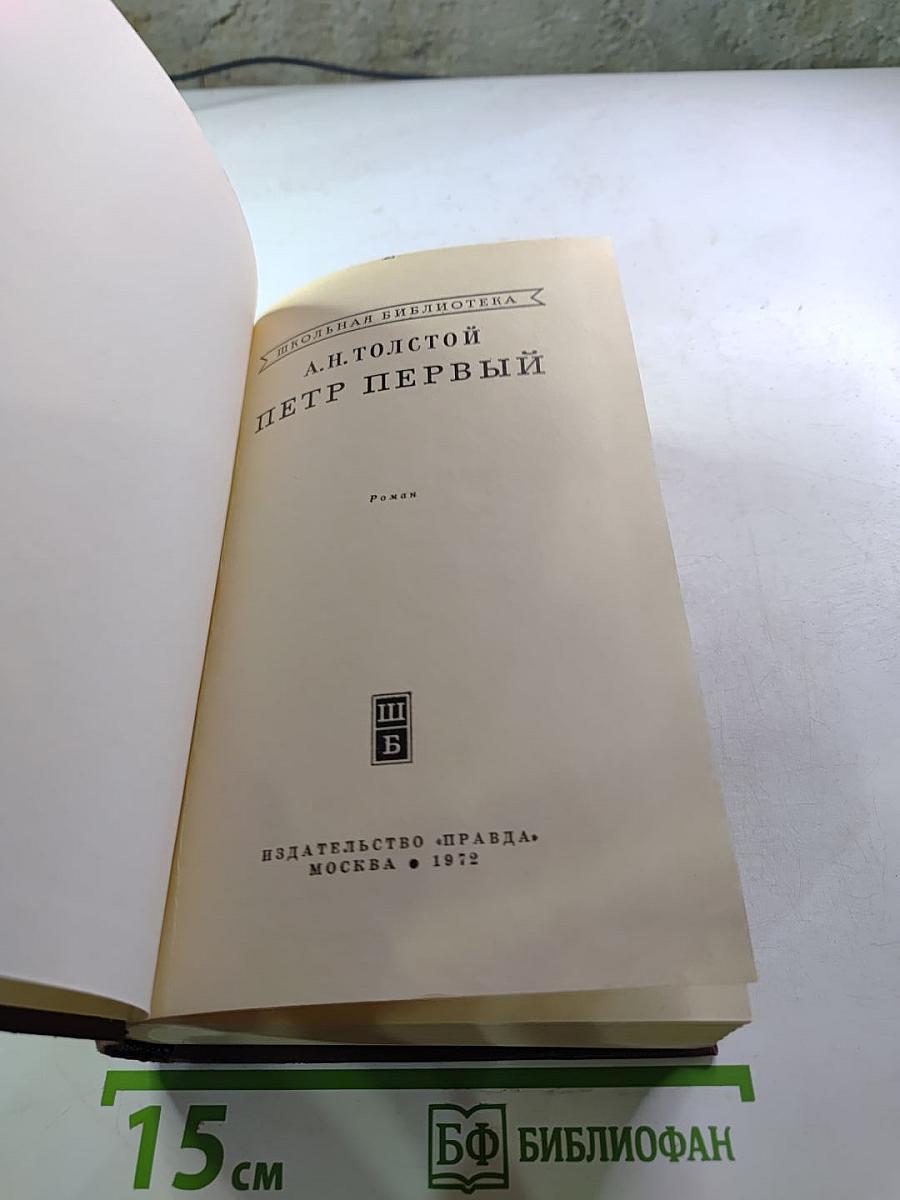 ШКОЛЬНАЯ БИБЛИОТЕКА
А.Н.ТОЛСТОЙ
ПЕТР ПЕРВЫЙ
Роман
Ш
Б
ИЗДАТЕЛЬСТВО «ПРАВДА»
МОСКВА ● 1972
15 см
БФ БИБЛИОФАН